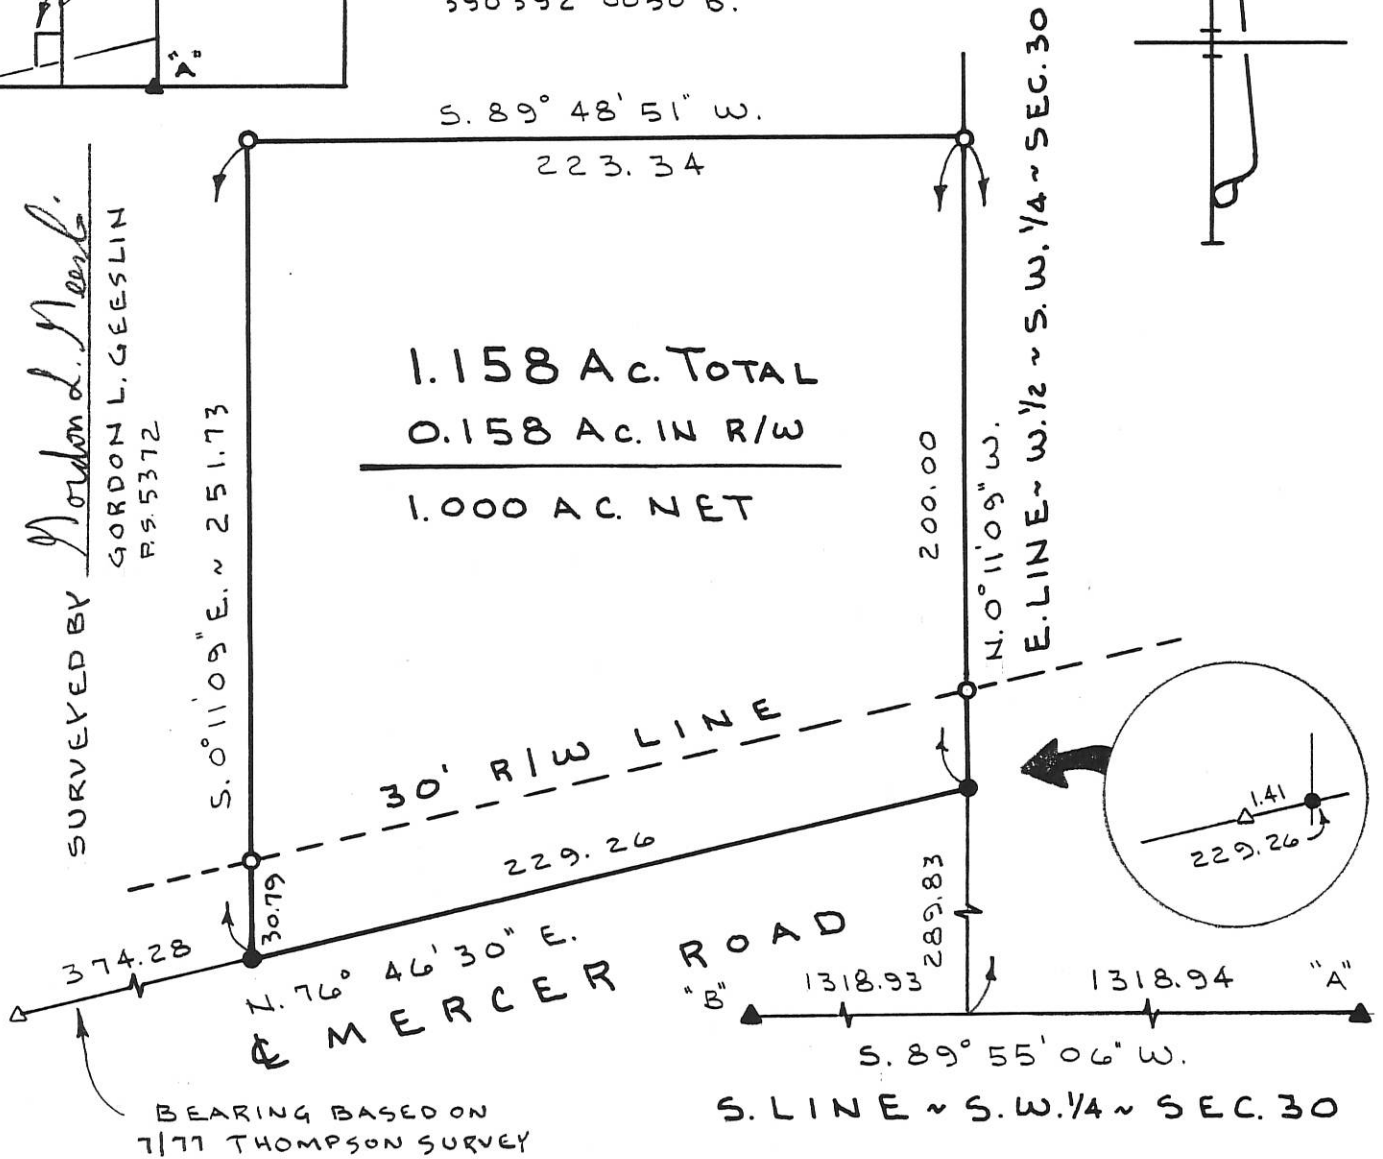 "A"
S. 89° 48' 51" W.
223.34
E. LINE ~ W. 1/2 ~ S. W. 1/4 ~ SEC. 30
SURVEYED BY
GORDON L. GEESLIN
P.S. 5372
S. 0° 11' 09" E. ~ 251.73
1.158 AC. TOTAL
0.158 AC. IN R/W
1.000 AC. NET
200.00
N. 0° 11' 09" W.
30' R/W LINE
229.26
30.79
374.28
N. 76° 46' 30" E.
℄ MERCER ROAD
289.83
1.41
229.26
"B"
1318.93
1318.94
"A"
S. 89° 55' 06" W.
S. LINE ~ S.W. 1/4 ~ SEC. 30
BEARING BASED ON
7/77 THOMPSON SURVEY